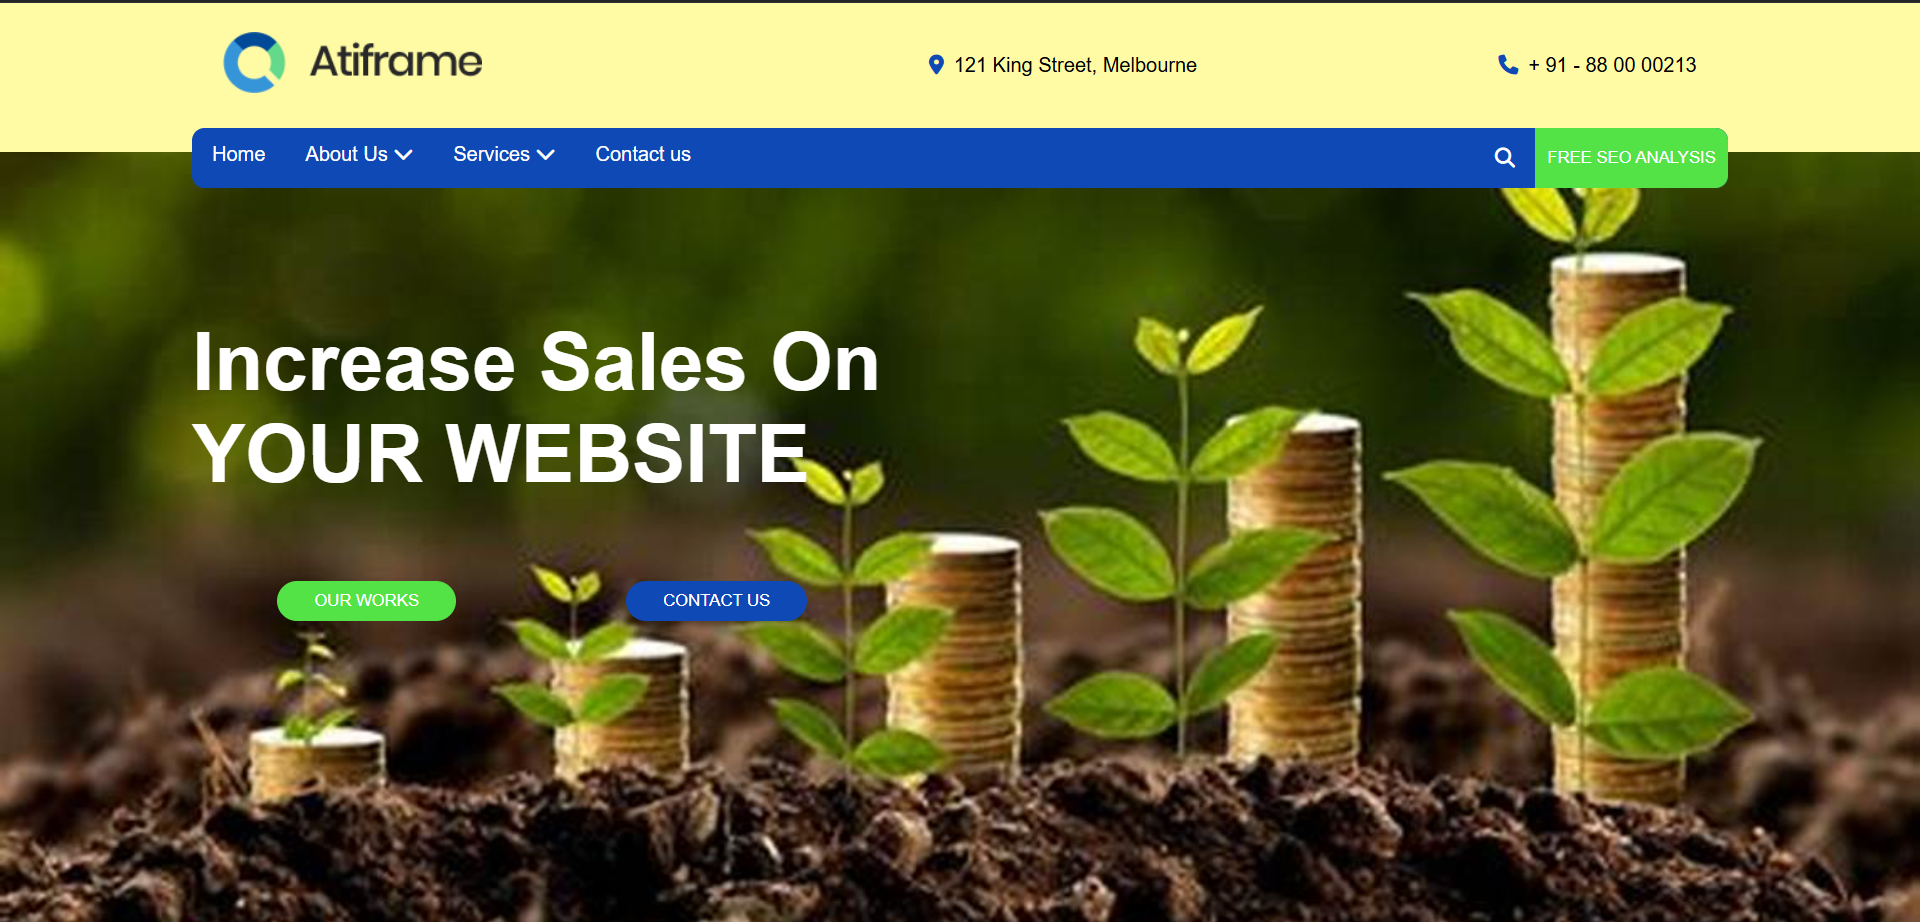 Atiframe
121 King Street, Melbourne
+ 91 - 88 00 00213
Home
About Us
Services
Contact us
FREE SEO ANALYSIS
Increase Sales On
YOUR WEBSITE
OUR WORKS
CONTACT US